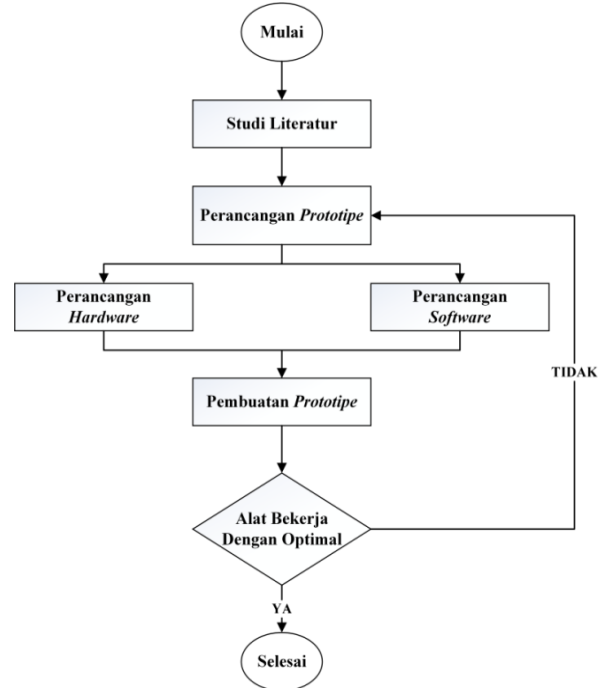 Mulai
Studi Literatur
Perancangan Prototipe
Perancangan
Hardware
Perancangan
Software
TIDAK
Pembuatan Prototipe
Alat Bekerja
Dengan Optimal
YA
Selesai